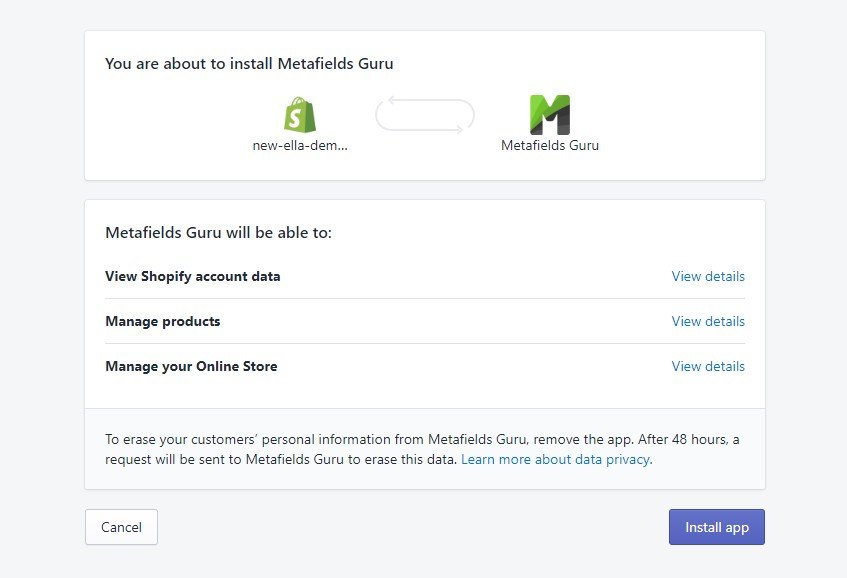 You are about to install Metafields Guru
new-ella-dem...
Metafields Guru
Metafields Guru will be able to:
View Shopify account data
View details
Manage products
View details
Manage your Online Store
View details
To erase your customers’ personal information from Metafields Guru, remove the app. After 48 hours, a
request will be sent to Metafields Guru to erase this data. Learn more about data privacy.
Cancel
Install app